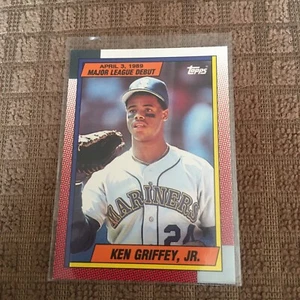 APRIL 3, 1989
MAJOR LEAGUE DEBUT
Topps
MARINERS
24
KEN GRIFFEY, JR.